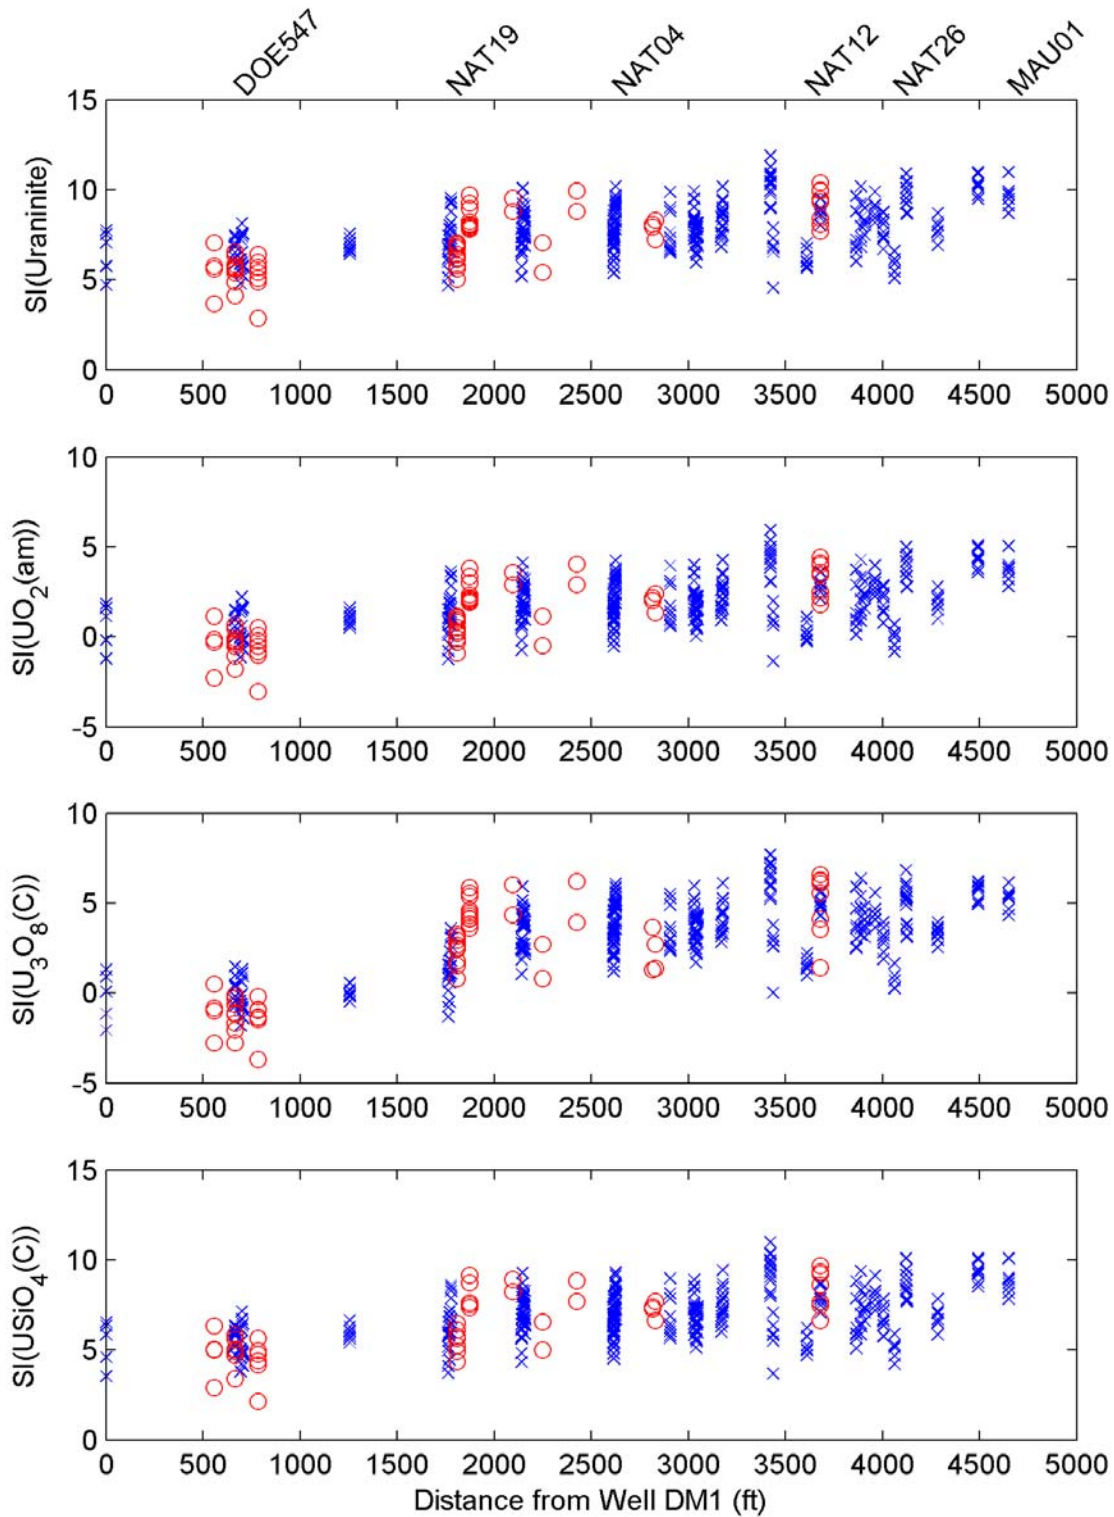 DOE547 NAT19 NAT04 NAT12 NAT26 MAU01
15
10
5
0
SI(Uraninite)
0 500 1000 1500 2000 2500 3000 3500 4000 4500 5000
10
5
0
-5
SI(UO2(am))
0 500 1000 1500 2000 2500 3000 3500 4000 4500 5000
10
5
0
-5
SI(U3O8(C))
0 500 1000 1500 2000 2500 3000 3500 4000 4500 5000
15
10
5
0
SI(USiO4(C))
0 500 1000 1500 2000 2500 3000 3500 4000 4500 5000
Distance from Well DM1 (ft)